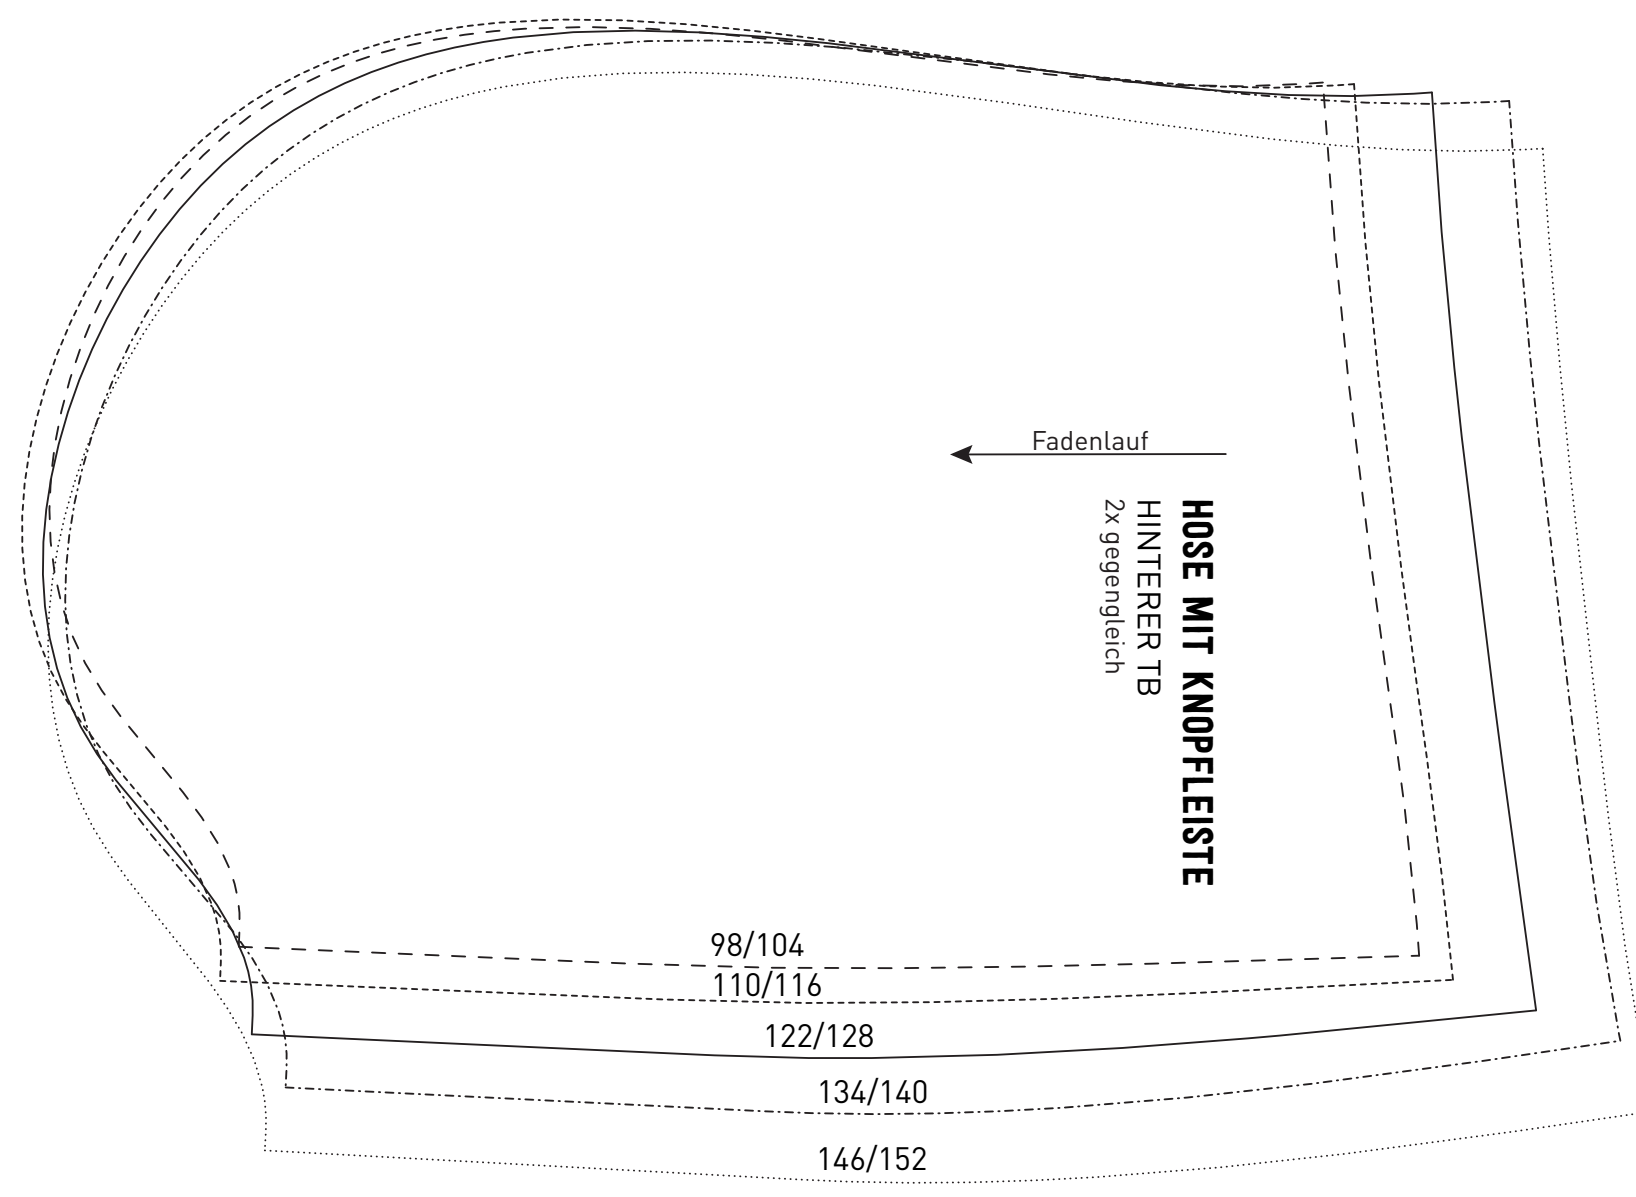 Fadenlauf
HOSE MIT KNOPFLEISTE
HINTERER TB
2x gegengleich
98/104
110/116
122/128
134/140
146/152